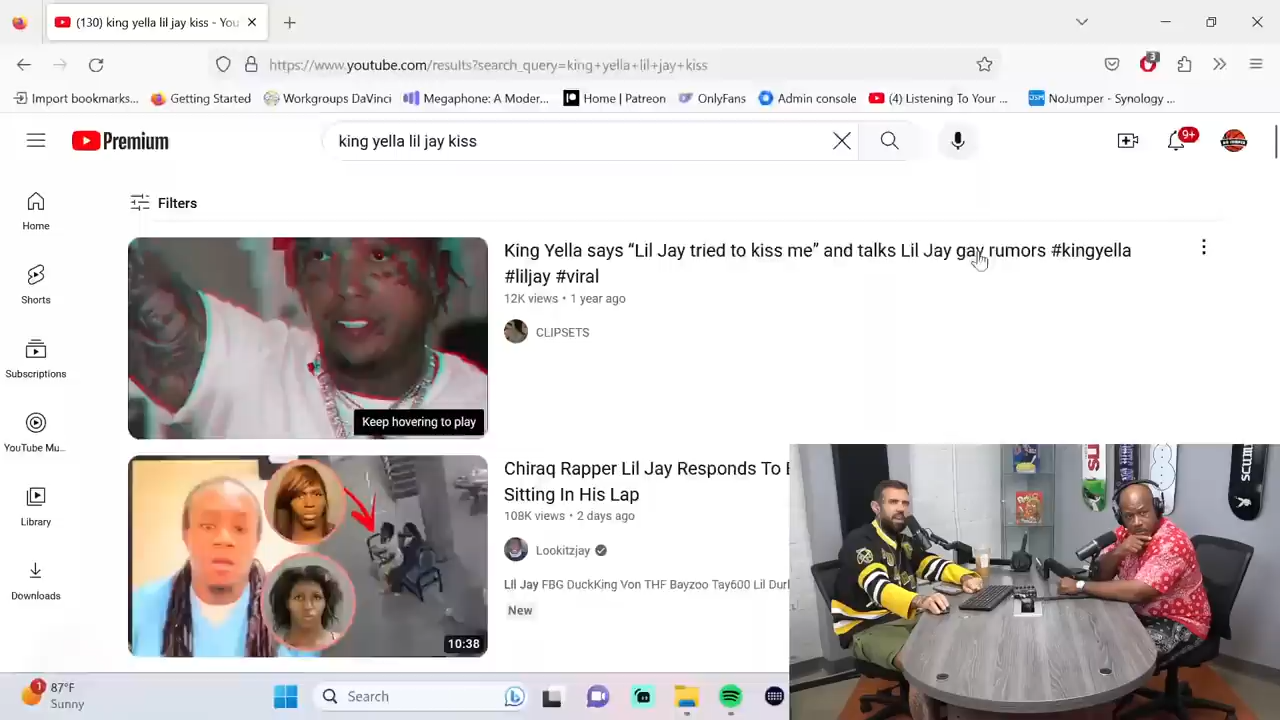 (130) king yella lil jay kiss - You
https://www.youtube.com/results?search_query=king+yella+lil+jay+kiss
3
Import bookmarks...
Getting Started
Workgroups DaVinci
Megaphone: A Moder...
Home | Patreon
OnlyFans
Admin console
(4) Listening To Your ...
NoJumper - Synology ...
Premium
king yella lil jay kiss
9+
Home
Shorts
Subscriptions
YouTube Mu...
Library
Downloads
Filters
Keep hovering to play
King Yella says “Lil Jay tried to kiss me” and talks Lil Jay gay rumors #kingyella
#liljay #viral
12K views • 1 year ago
CLIPSETS
10:38
Chiraq Rapper Lil Jay Responds To
Sitting In His Lap
108K views • 2 days ago
Lookitzjay
Lil Jay FBG DuckKing Von THF Bayzoo Tay600 Lil Dur
New
1
87°F
Sunny
Search